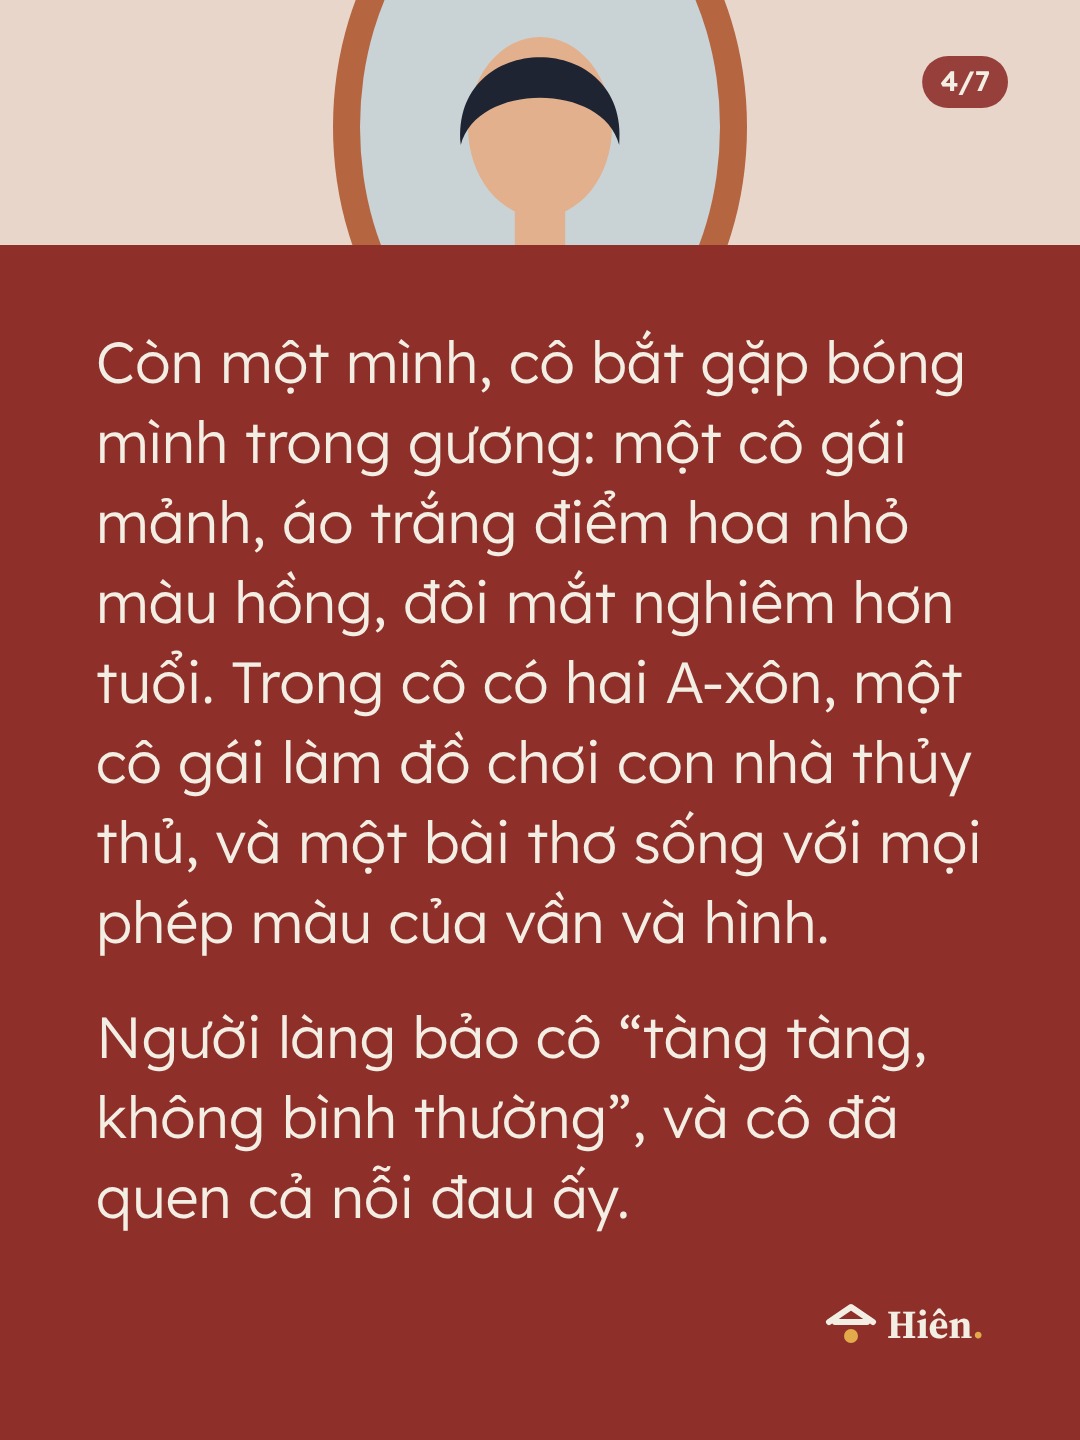 4/7
Còn một mình, cô bắt gặp bóng
mình trong gương: một cô gái
mảnh, áo trắng điểm hoa nhỏ
màu hồng, đôi mắt nghiêm hơn
tuổi. Trong cô có hai A-xôn, một
cô gái làm đồ chơi con nhà thủy
thủ, và một bài thơ sống với mọi
phép màu của vần và hình.
Người làng bảo cô “tàng tàng,
không bình thường”, và cô đã
quen cả nỗi đau ấy.
Hiên.